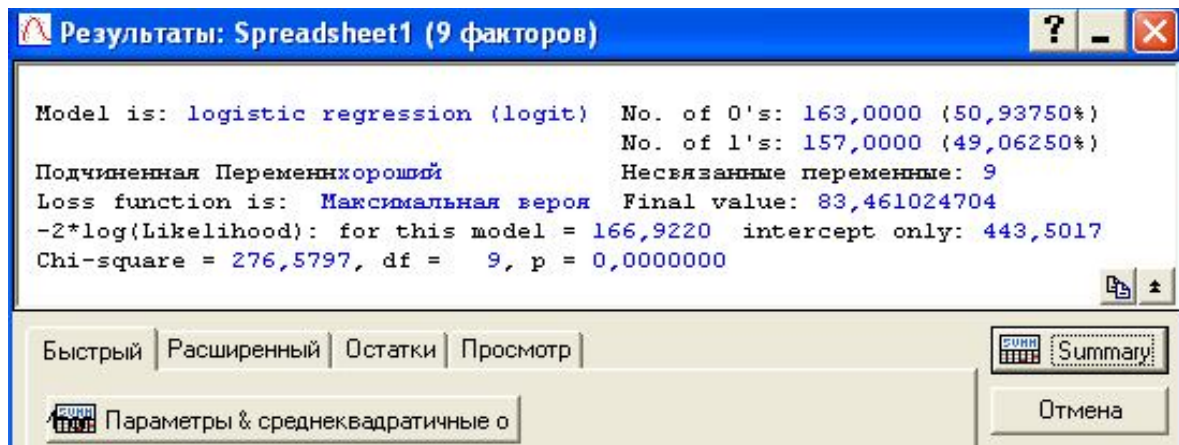 Результаты: Spreadsheet1 (9 факторов)
Model is: logistic regression (logit) No. of 0's: 163,0000 (50,93750%)
No. of 1's: 157,0000 (49,06250%)
Подчиненная Переменнхороший Несвязанные переменные: 9
Loss function is: Максимальная вероя Final value: 83,461024704
-2*log(Likelihood): for this model = 166,9220 intercept only: 443,5017
Chi-square = 276,5797, df = 9, p = 0,0000000
Быстрый Расширенный Остатки Просмотр
Summary
Параметры & среднеквадратичные о
Отмена